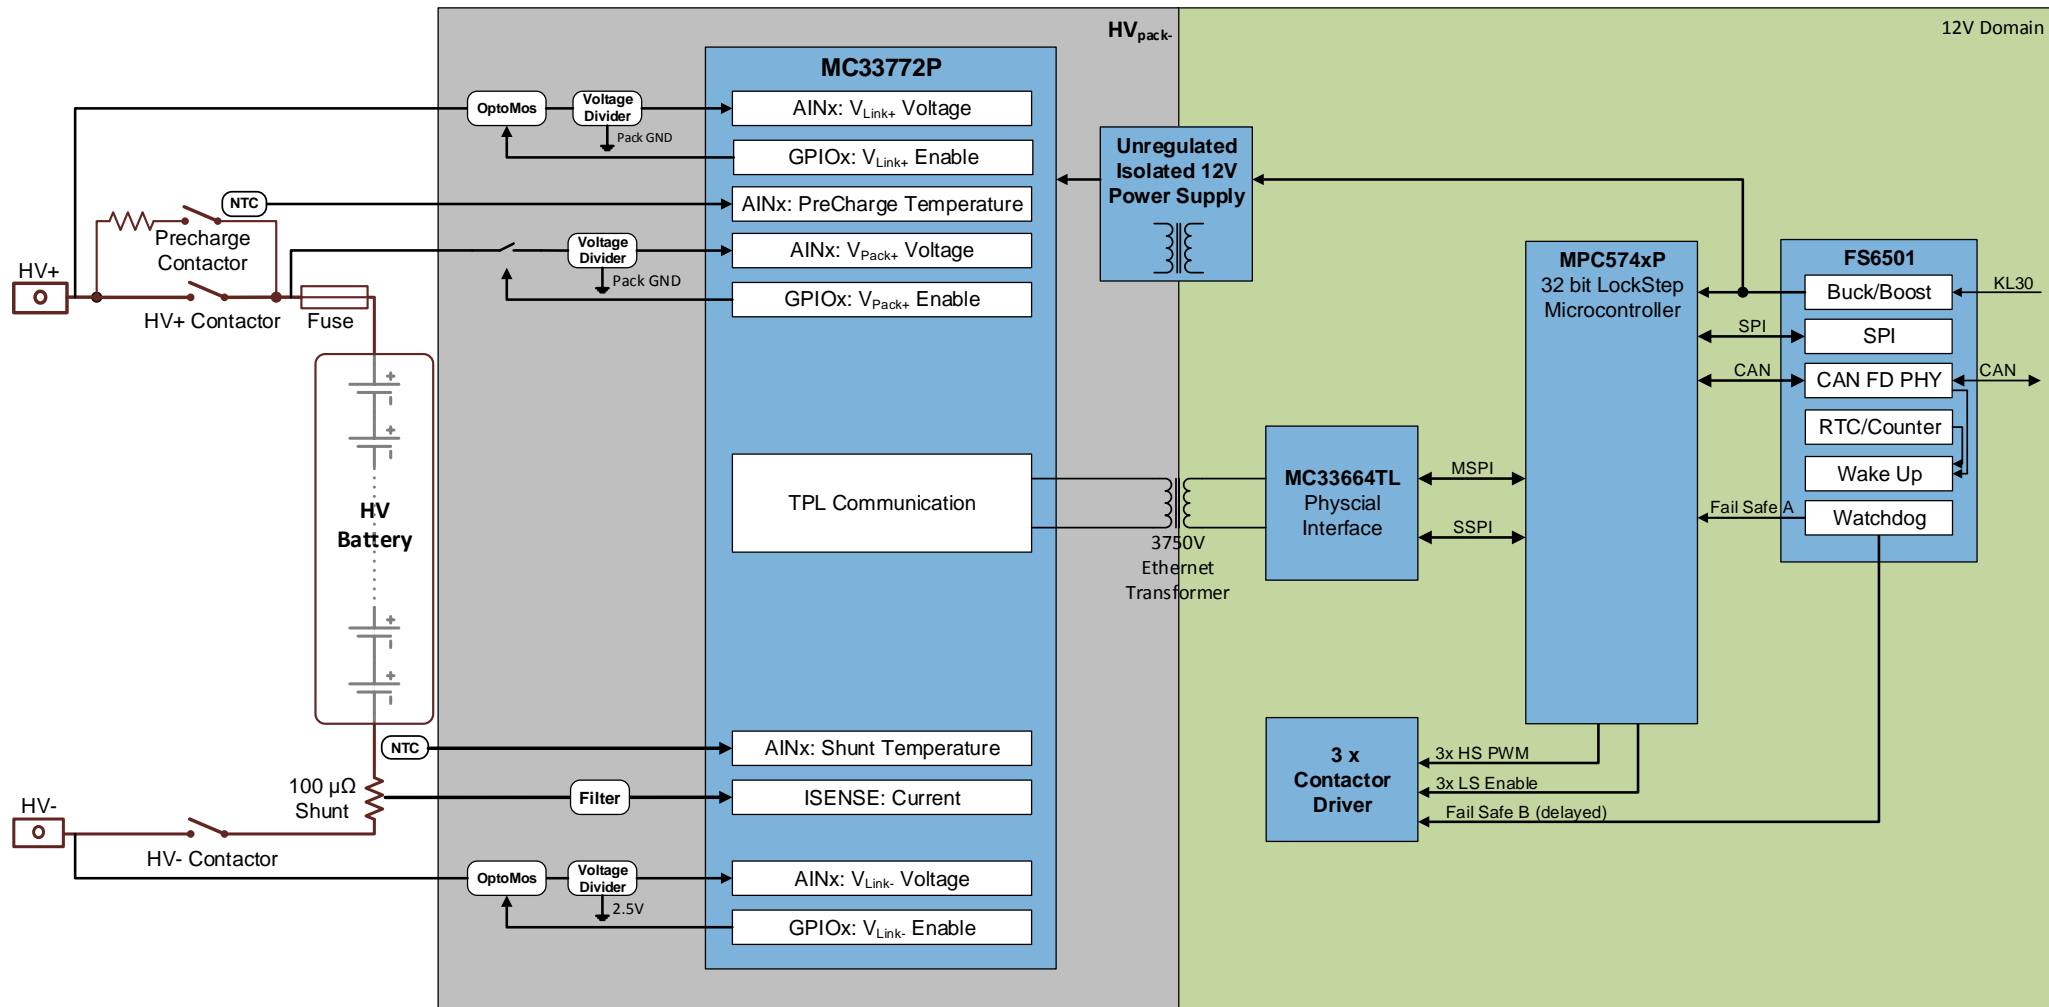 HVpack-
12V Domain
MC33772P
OptoMos
Voltage
Divider
Pack GND
AINx: VLink+ Voltage
GPIOx: VLink+ Enable
NTC
AINx: PreCharge Temperature
Precharge
Contactor
Voltage
Divider
Pack GND
AINx: VPack+ Voltage
GPIOx: VPack+ Enable
HV+
HV+ Contactor
Fuse
Unregulated
Isolated 12V
Power Supply
MPC574xP
32 bit LockStep
Microcontroller
FS6501
Buck/Boost
KL30
SPI
SPI
CAN
CAN FD PHY
CAN
RTC/Counter
Wake Up
Fail Safe A
Watchdog
HV
Battery
TPL Communication
3750V
Ethernet
Transformer
MC33664TL
Physcial
Interface
MSPI
SSPI
NTC
AINx: Shunt Temperature
100 µΩ
Shunt
Filter
ISENSE: Current
HV-
HV- Contactor
3 x
Contactor
Driver
3x HS PWM
3x LS Enable
Fail Safe B (delayed)
OptoMos
Voltage
Divider
2.5V
AINx: VLink- Voltage
GPIOx: VLink- Enable